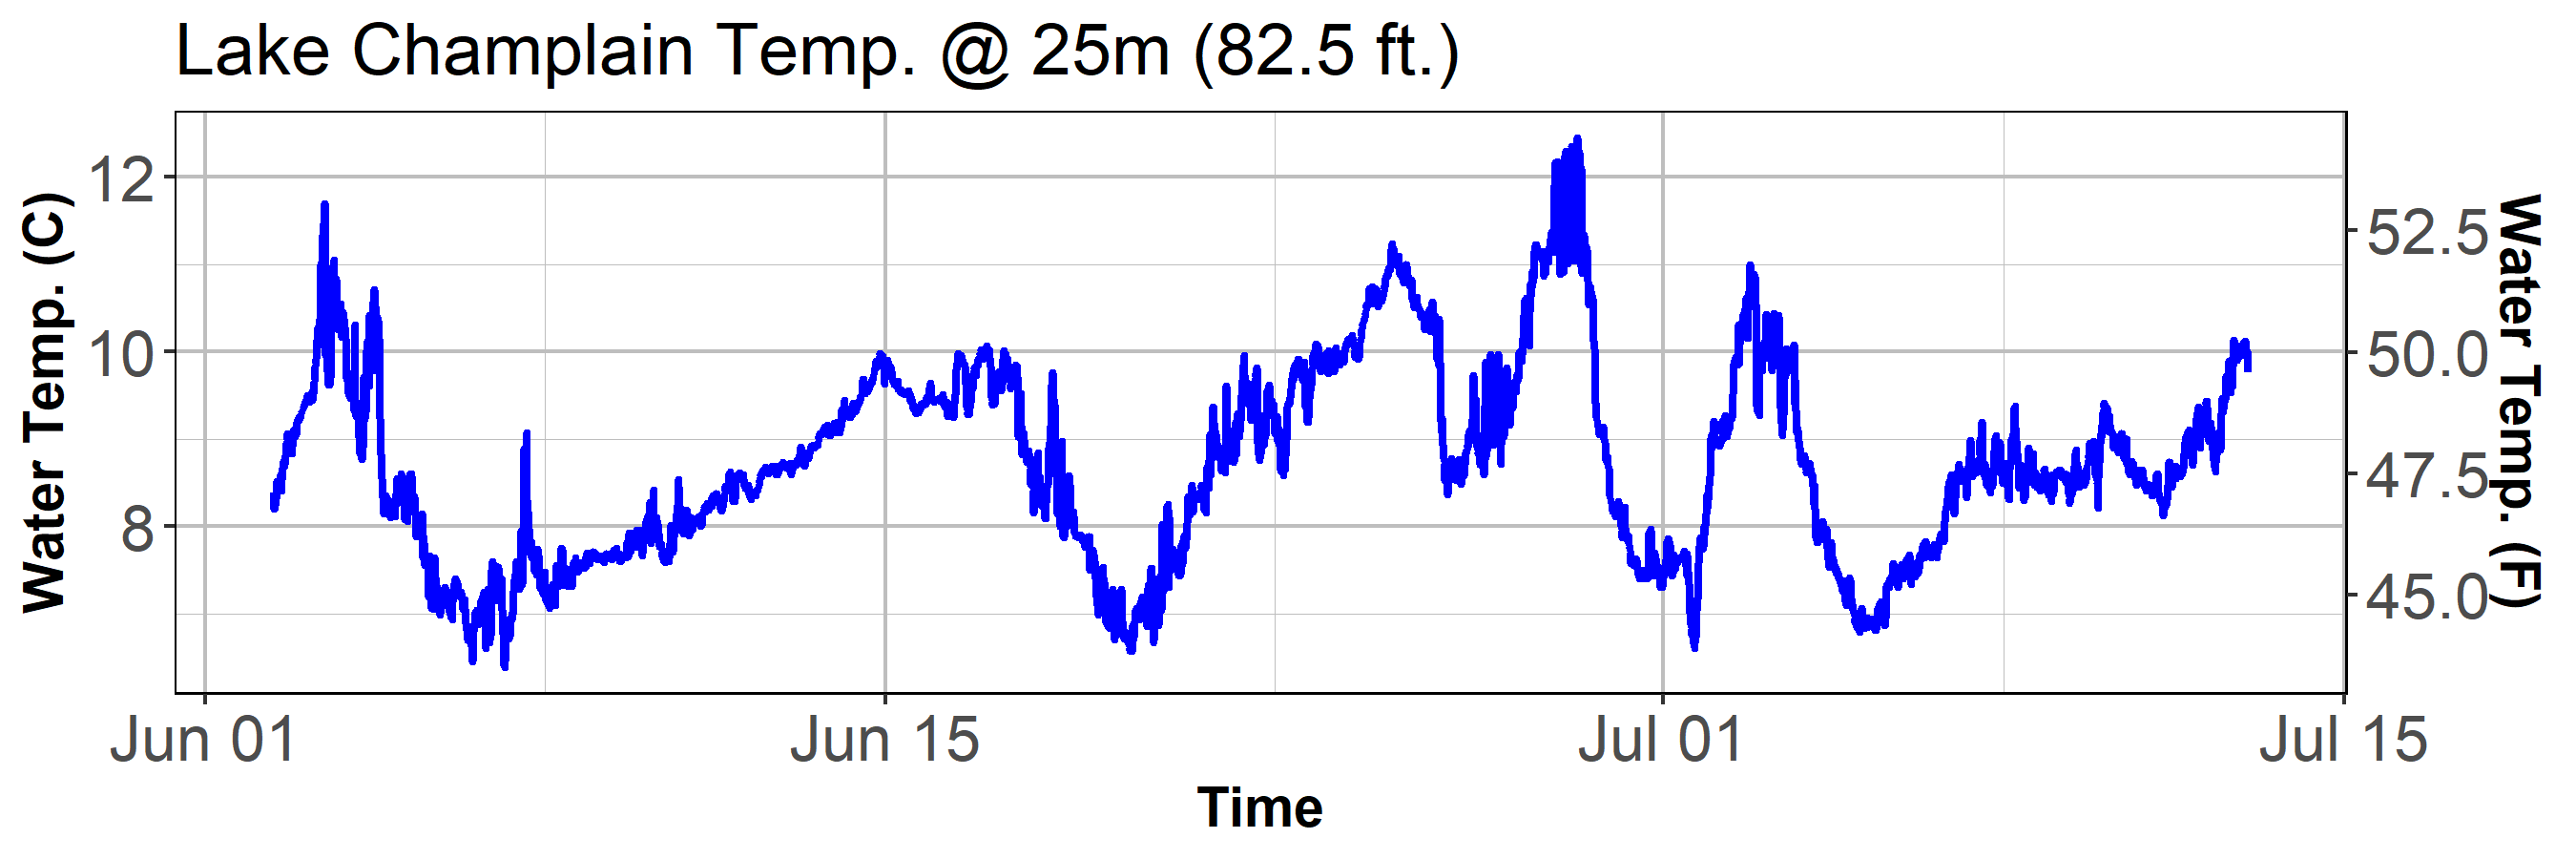 Lake Champlain Temp. @ 25m (82.5 ft.)
Water Temp. (C)
12
10
8
52.5
50.0
47.5
45.0
Water Temp. (F)
Jun 01
Jun 15
Jul 01
Jul 15
Time